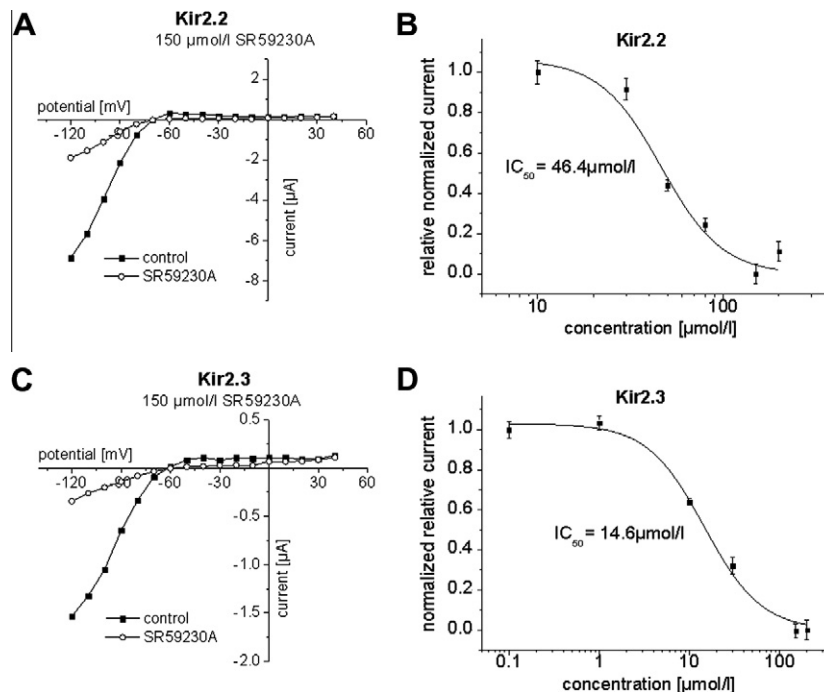 A
Kir2.2
150 µmol/l SR59230A
potential [mV]
2
-120 -90 -60 -30 0 30 60
-2
-4
-6
-8
current [µA]
control
SR59230A
B
Kir2.2
relative normalized current
1.0
0.8
0.6
0.4
0.2
0.0
IC50 = 46.4µmol/l
10 100
concentration [µmol/l]
C
Kir2.3
150 µmol/l SR59230A
potential [mV]
0.5
-120 -90 -60 -30 0 30 60
-0.5
-1.0
-1.5
-2.0
current [µA]
control
SR59230A
D
Kir2.3
normalized relative current
1.0
0.8
0.6
0.4
0.2
0.0
IC50 = 14.6µmol/l
0.1 1 10 100
concentration [µmol/l]